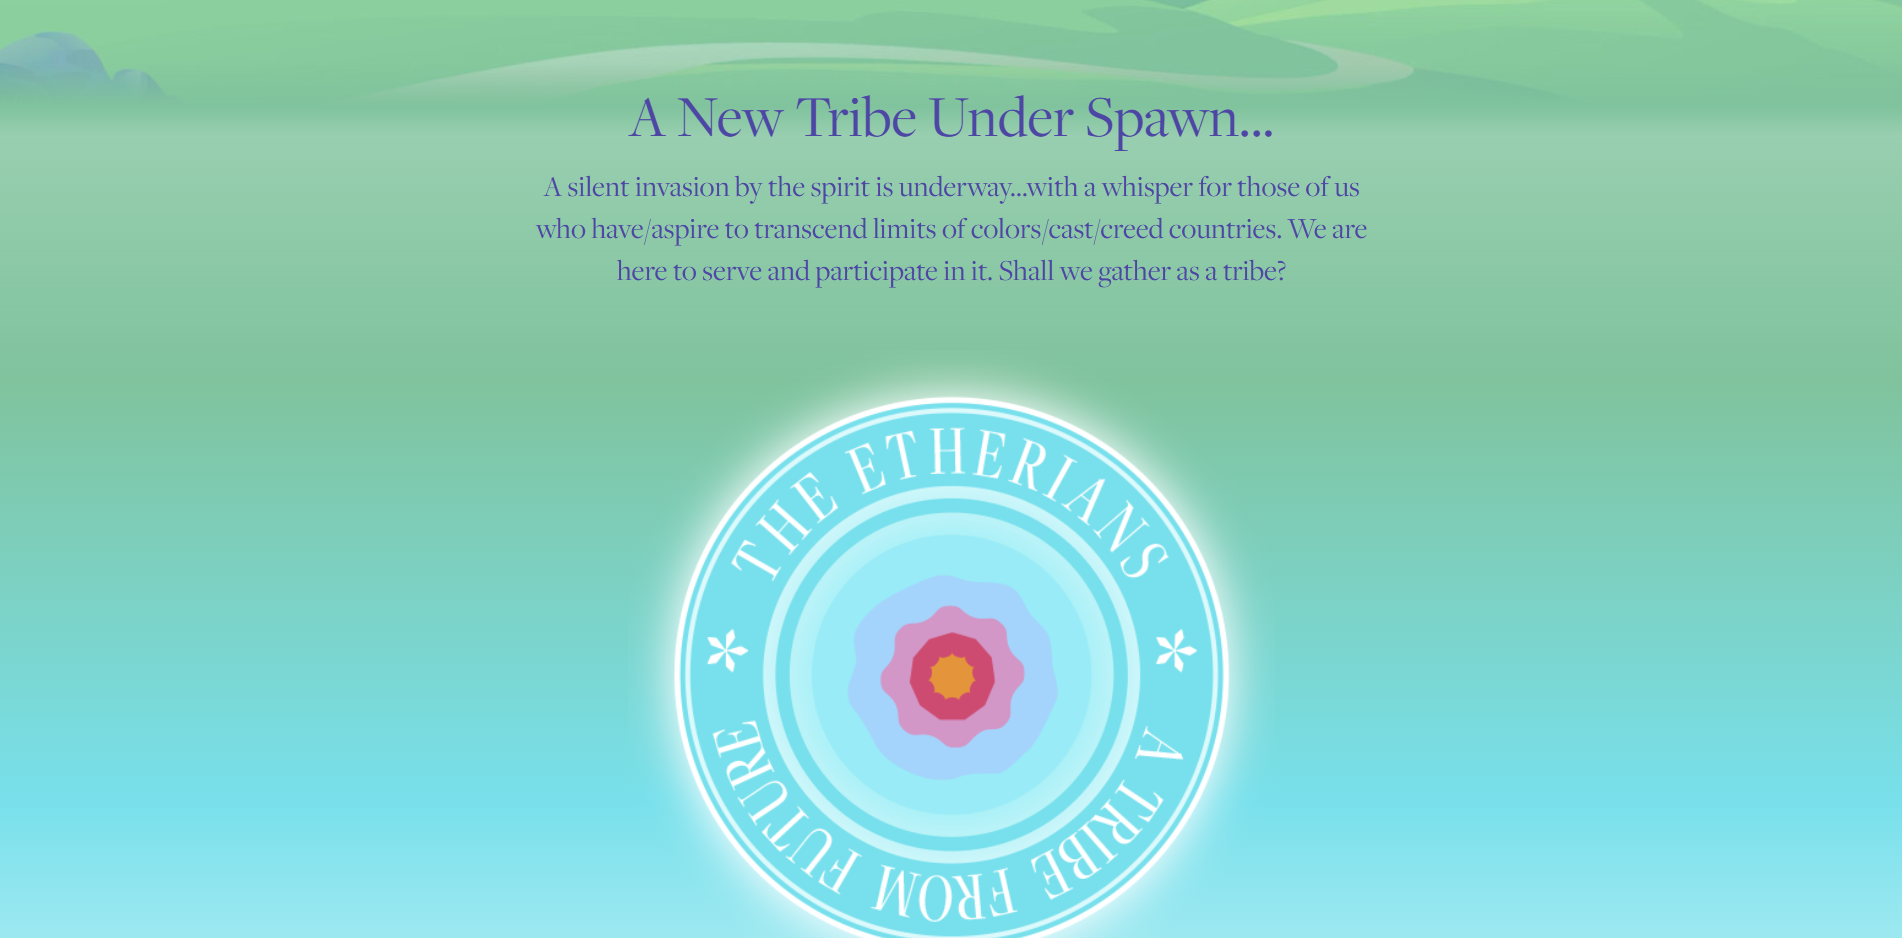 A New Tribe Under Spawn...
A silent invasion by the spirit is underway...with a whisper for those of us
who have/aspire to transcend limits of colors/cast/creed countries. We are
here to serve and participate in it. Shall we gather as a tribe?
THE ETHERIANS
A TRIBE FROM FUTURE